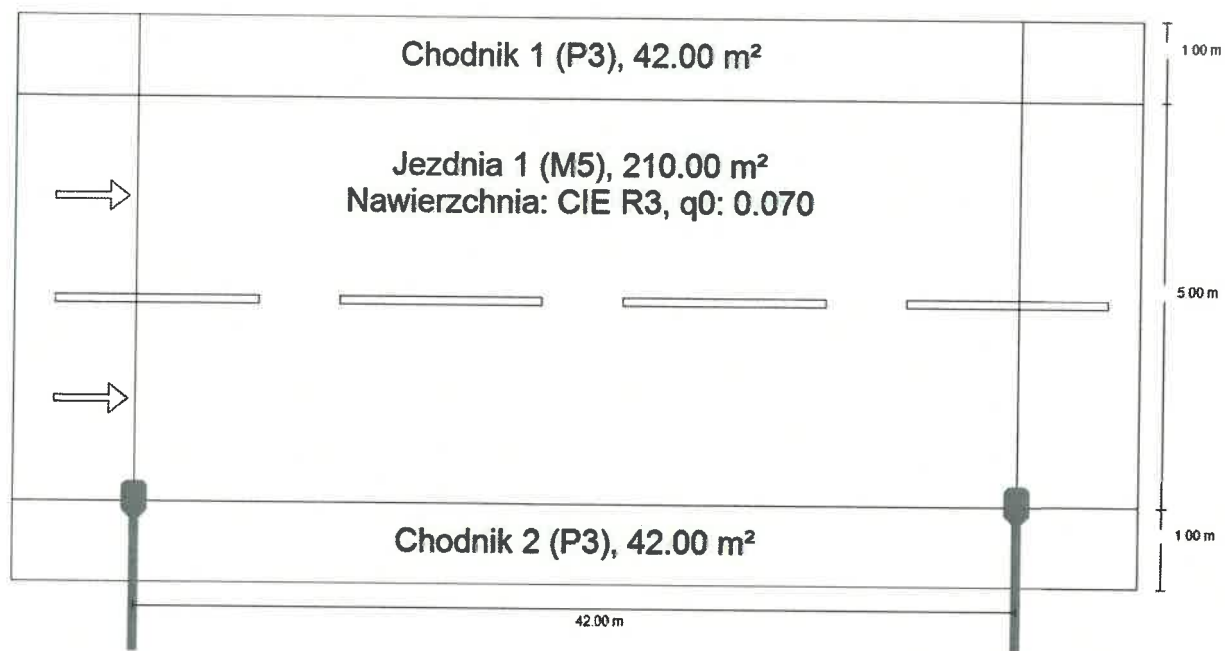 Chodnik 1 (P3), 42.00 m²
1 00 m
Jezdnia 1 (M5), 210.00 m²
Nawierzchnia: CIE R3, q0: 0.070
5 00 m
Chodnik 2 (P3), 42.00 m²
1 00 m
42.00 m